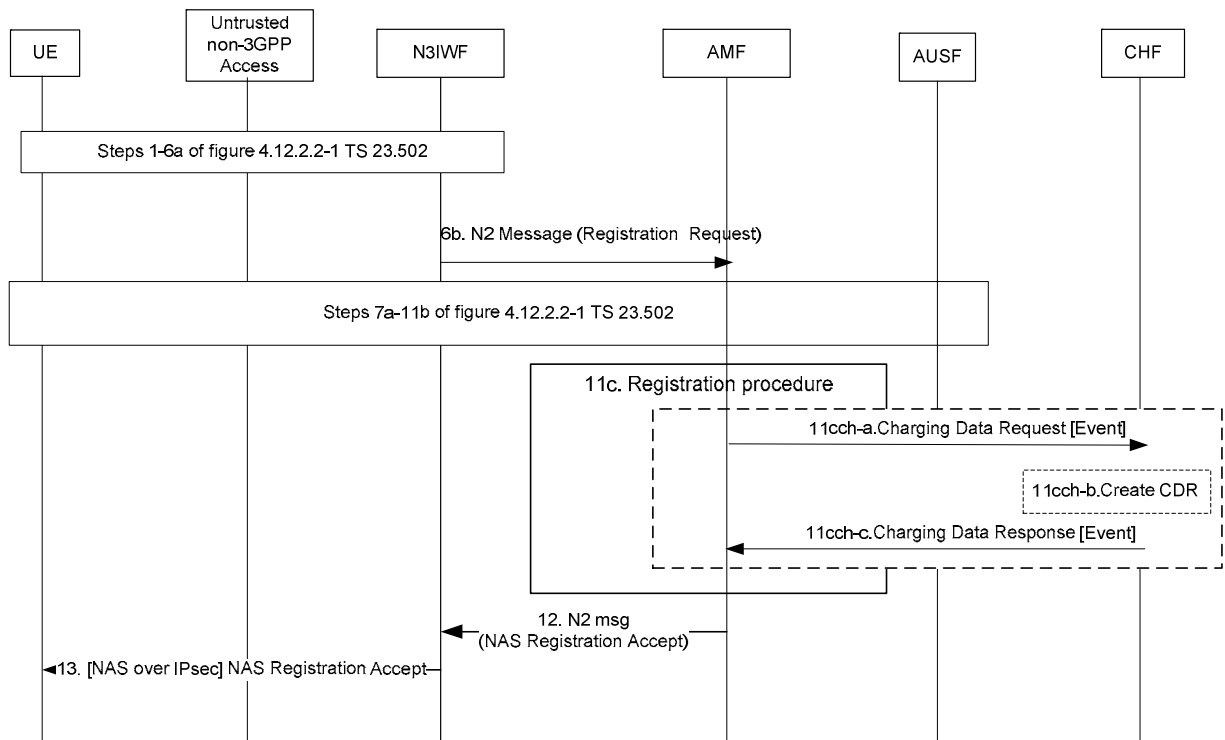 UE
Untrusted
non-3GPP
Access
N3IWF
AMF
AUSF
CHF
Steps 1-6a of figure 4.12.2.2-1 TS 23.502
6b. N2 Message (Registration Request)
Steps 7a-11b of figure 4.12.2.2-1 TS 23.502
11c. Registration procedure
11cch-a.Charging Data Request [Event]
11cch-b.Create CDR
11cch-c.Charging Data Response [Event]
12. N2 msg
(NAS Registration Accept)
13. [NAS over IPsec] NAS Registration Accept